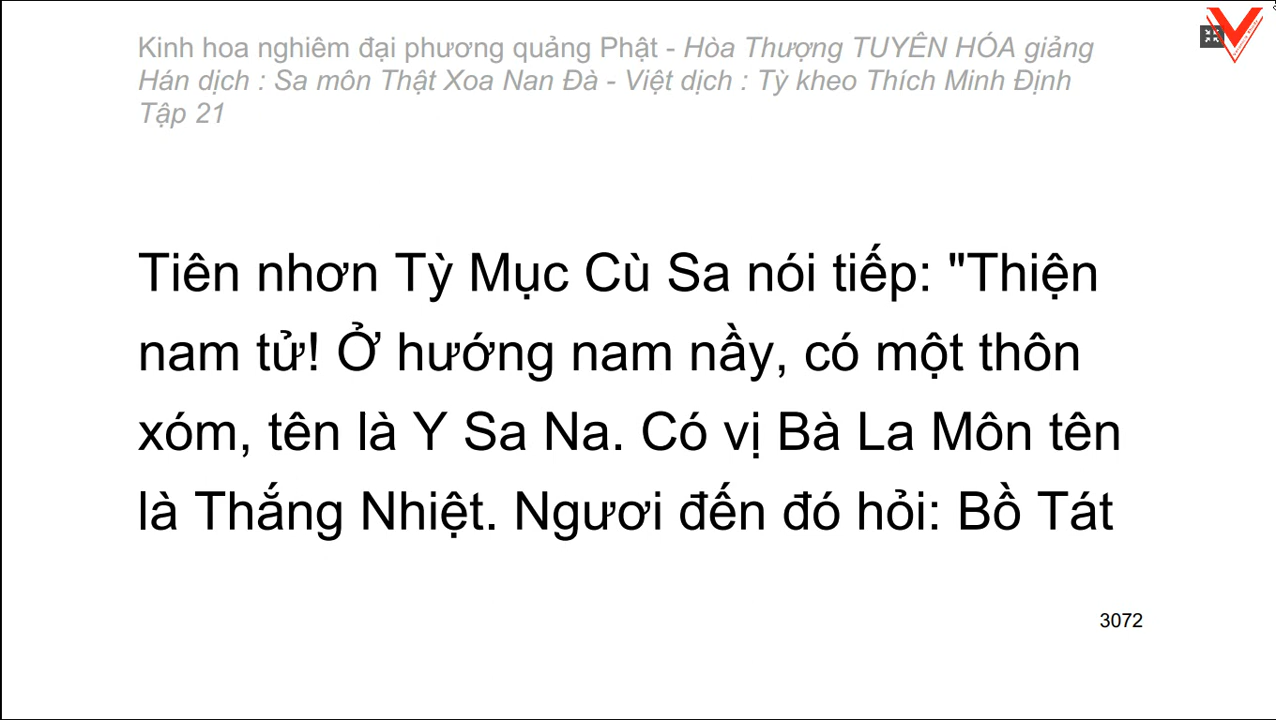 Kinh hoa nghiêm đại phương quảng Phật - Hòa Thượng TUYÊN HÓA giảng
Hán dịch : Sa môn Thật Xoa Nan Đà - Việt dịch : Tỳ kheo Thích Minh Định
Tập 21
Tiên nhơn Tỳ Mục Cù Sa nói tiếp: "Thiện
nam tử! Ở hướng nam nầy, có một thôn
xóm, tên là Y Sa Na. Có vị Bà La Môn tên
là Thắng Nhiệt. Ngươi đến đó hỏi: Bồ Tát
3072